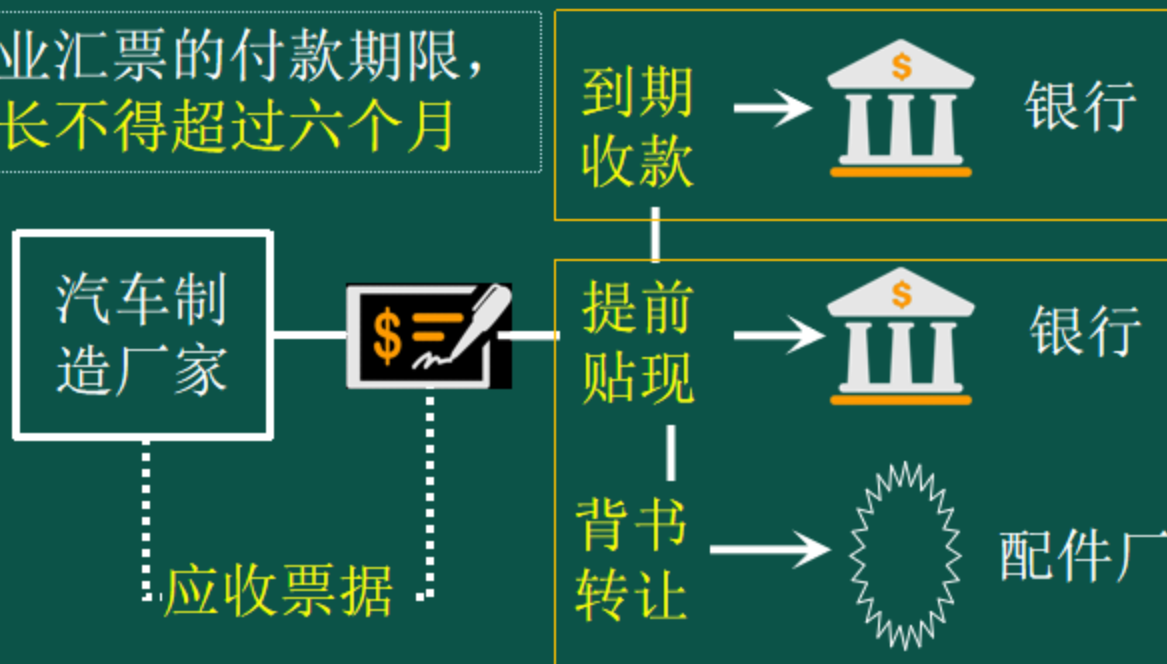 业汇票的付款期限，
长不得超过六个月
到期
收款
银行
汽车制
造厂家
提前
贴现
银行
背书
转让
配件厂
应收票据